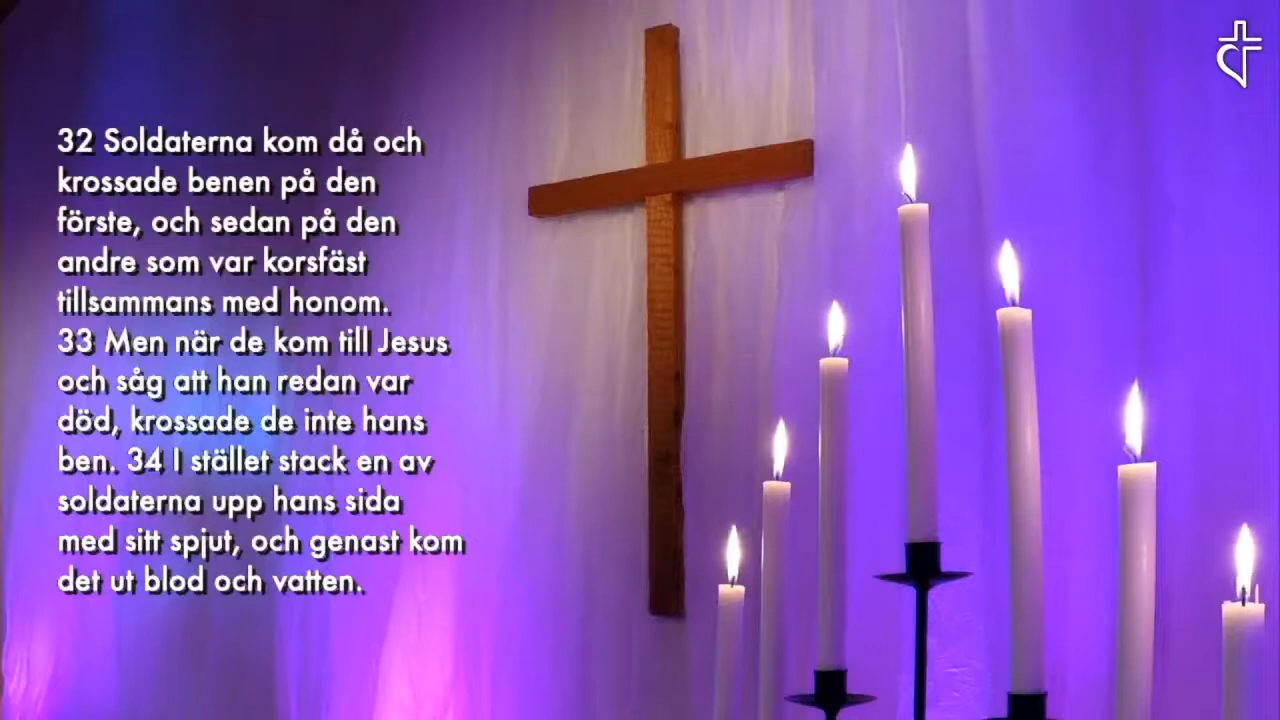 32 Soldaterna kom då och
krossade benen på den
förste, och sedan på den
andre som var korsfäst
tillsammans med honom.
33 Men när de kom till Jesus
och såg att han redan var
död, krossade de inte hans
ben. 34 I stället stack en av
soldaterna upp hans sida
med sitt spjut, och genast kom
det ut blod och vatten.